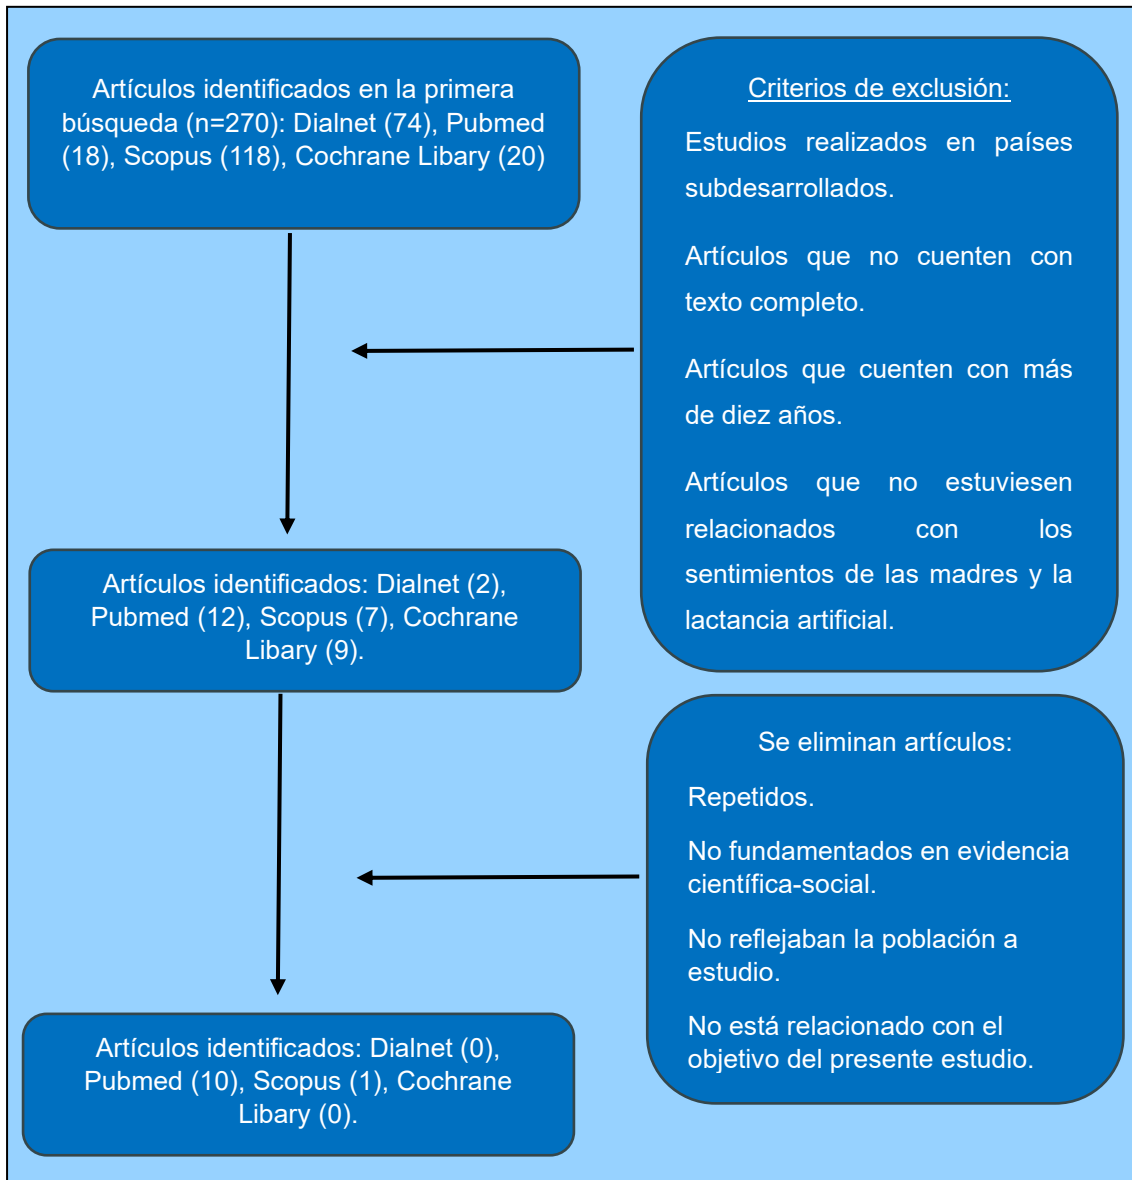 Artículos identificados en la primera
búsqueda (n=270): Dialnet (74), Pubmed
(18), Scopus (118), Cochrane Libary (20)
Criterios de exclusión:
Estudios realizados en países
subdesarrollados.
Artículos que no cuenten con
texto completo.
Artículos que cuenten con más
de diez años.
Artículos que no estuviesen
relacionados con los
sentimientos de las madres y la
lactancia artificial.
Artículos identificados: Dialnet (2),
Pubmed (12), Scopus (7), Cochrane
Libary (9).
Se eliminan artículos:
Repetidos.
No fundamentados en evidencia
científica-social.
No reflejaban la población a
estudio.
No está relacionado con el
objetivo del presente estudio.
Artículos identificados: Dialnet (0),
Pubmed (10), Scopus (1), Cochrane
Libary (0).